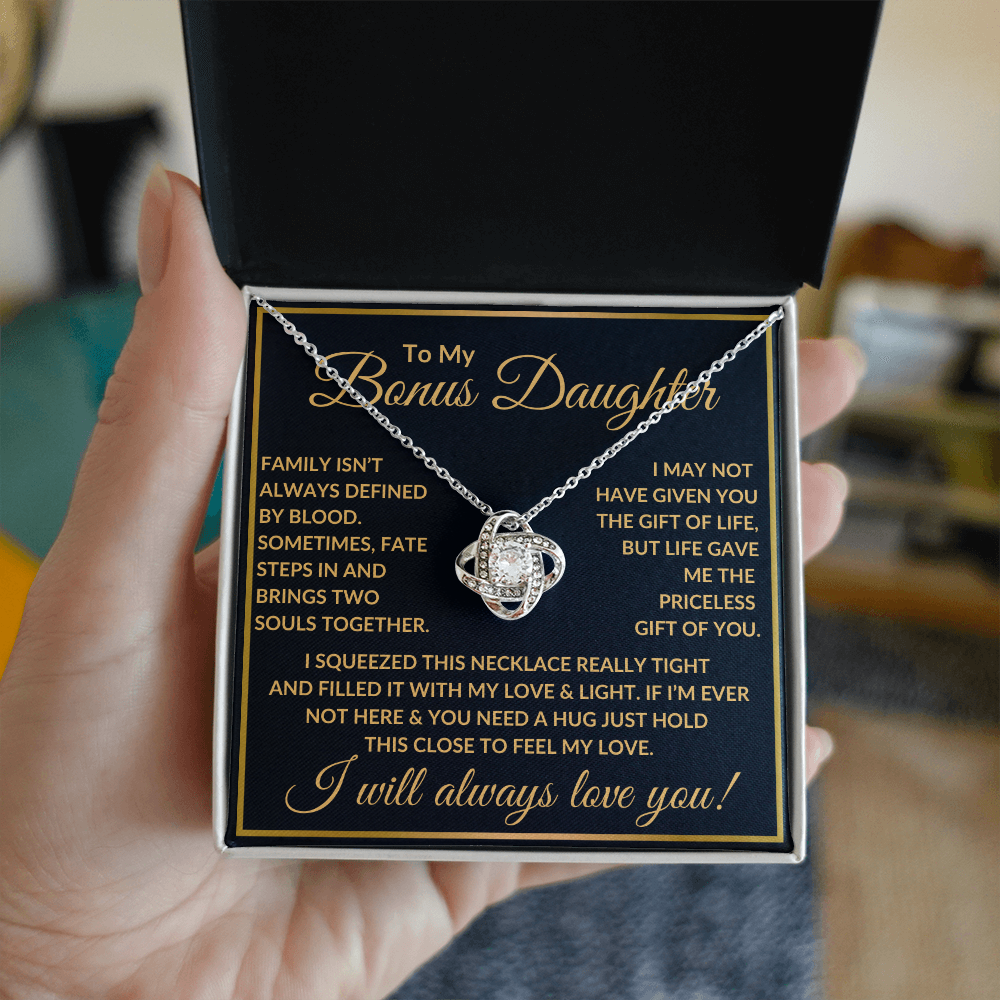 To My
Bonus Daughter
FAMILY ISN'T
ALWAYS DEFINED
BY BLOOD.
SOMETIMES, FATE
STEPS IN AND
BRINGS TWO
SOULS TOGETHER.
I MAY NOT
HAVE GIVEN YOU
THE GIFT OF LIFE,
BUT LIFE GAVE
ME THE
PRICELESS
GIFT OF YOU.
I SQUEEZED THIS NECKLACE REALLY TIGHT
AND FILLED IT WITH MY LOVE & LIGHT. IF I'M EVER
NOT HERE & YOU NEED A HUG JUST HOLD
THIS CLOSE TO FEEL MY LOVE.
I will always love you!